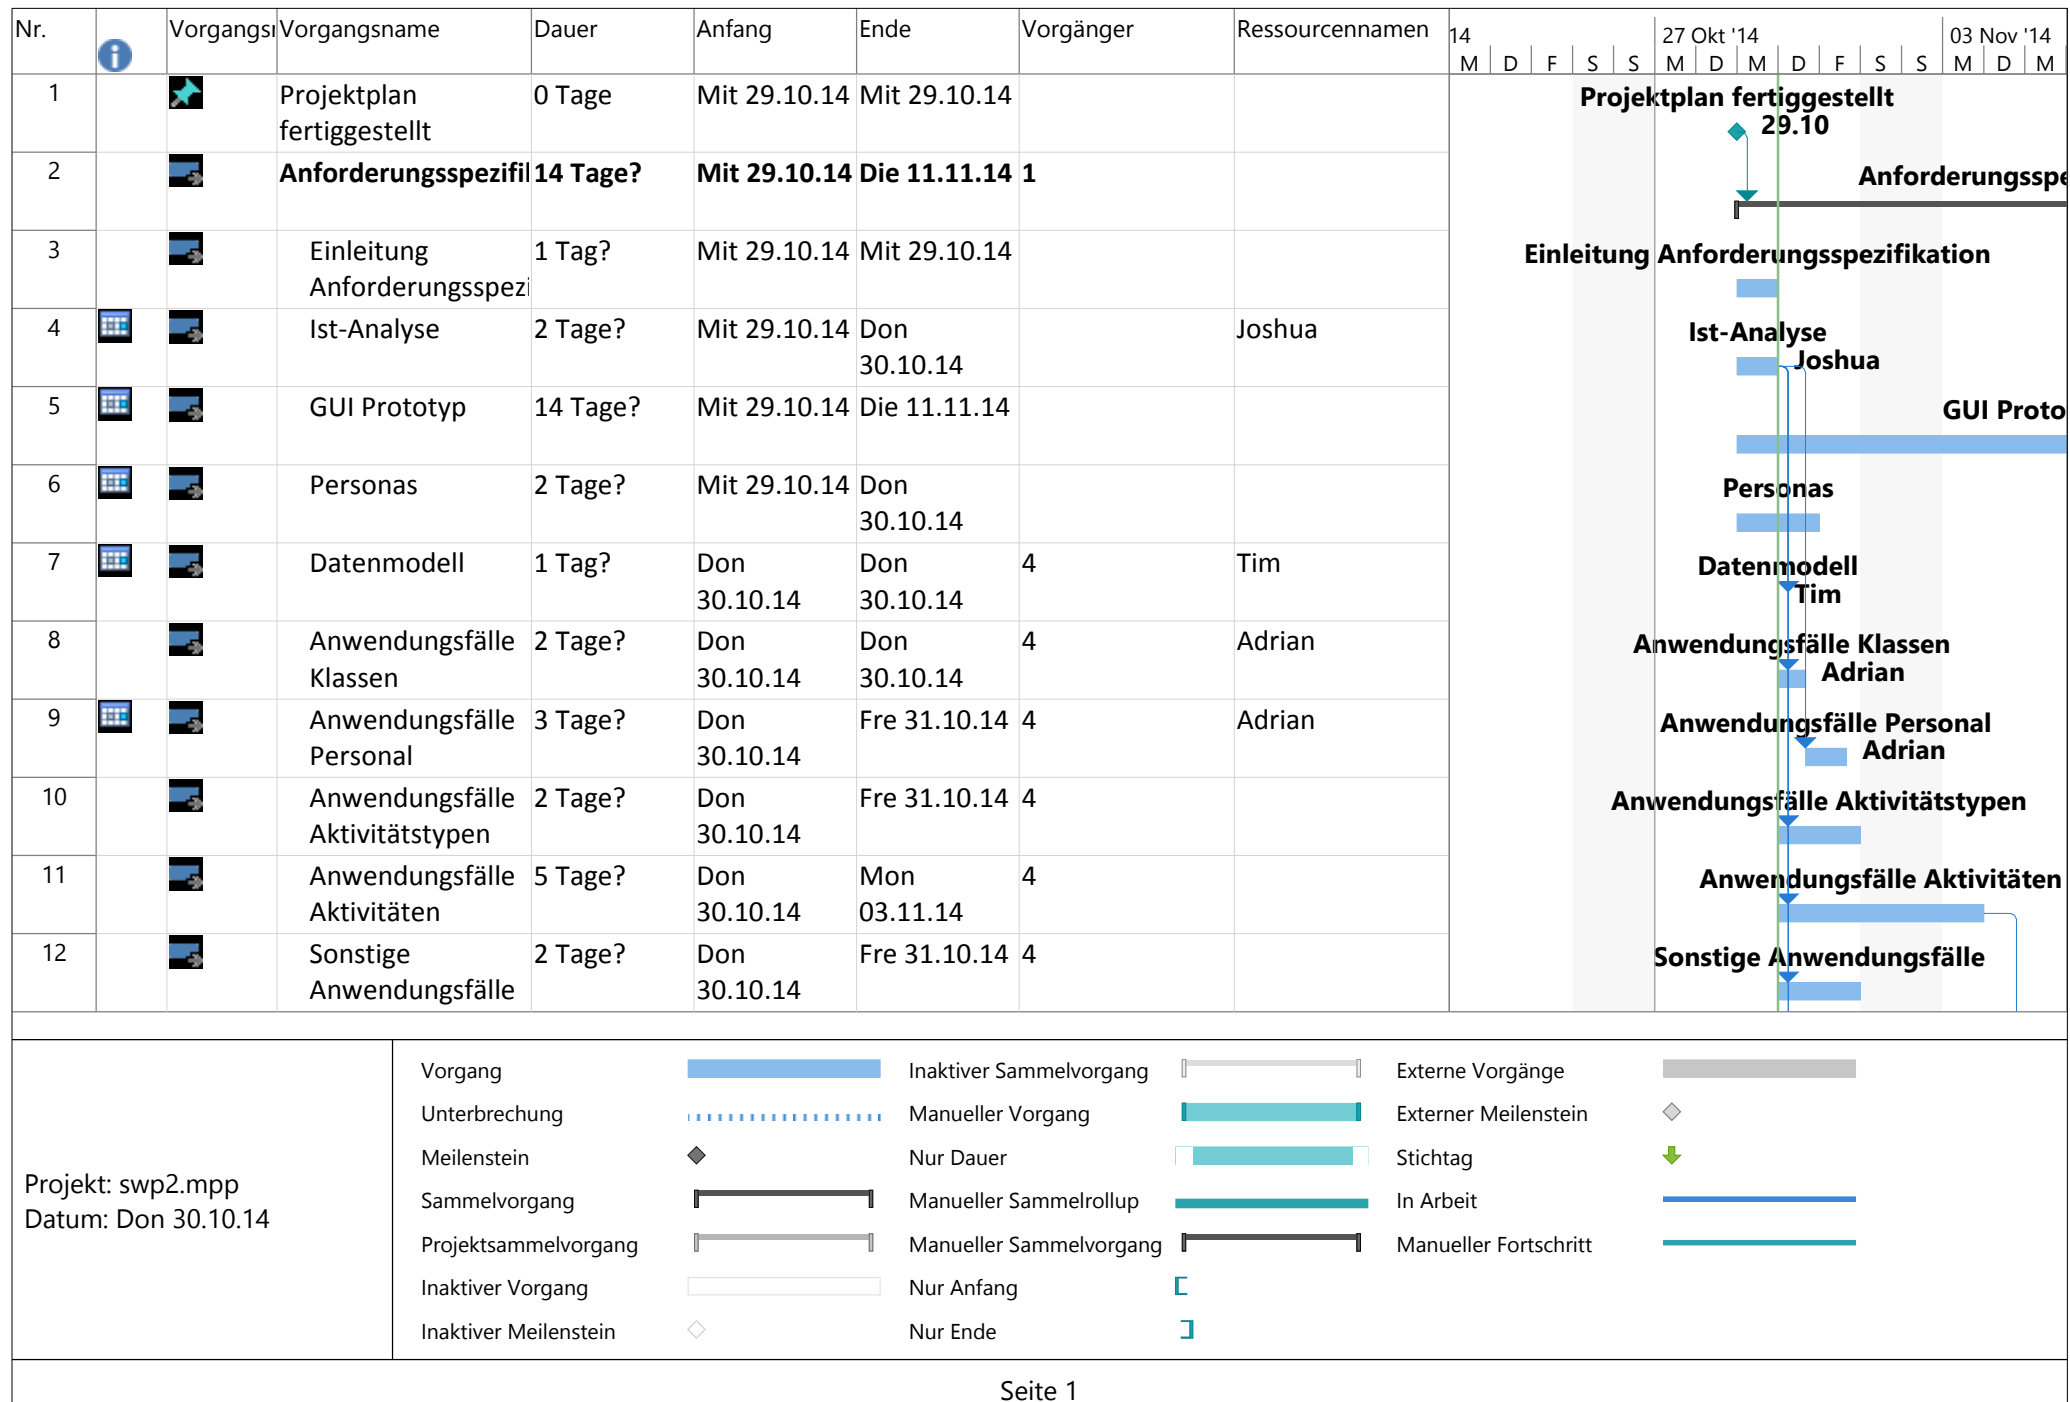 Nr. Vorgangsr Vorgangsname Dauer Anfang Ende Vorgänger Ressourcennamen 14 27 Okt '14 03 Nov '14
M D F S S M D M D F S S M D M
1 Projektplan 0 Tage Mit 29.10.14 Mit 29.10.14 Projektplan fertiggestellt
fertiggestellt 29.10
2 Anforderungsspezifi 14 Tage? Mit 29.10.14 Die 11.11.14 1 Anforderungsspe
3 Einleitung 1 Tag? Mit 29.10.14 Mit 29.10.14 Einleitung Anforderungsspezifikation
Anforderungsspezi
4 Ist-Analyse 2 Tage? Mit 29.10.14 Don Joshua Ist-Analyse
30.10.14 Joshua
5 GUI Prototyp 14 Tage? Mit 29.10.14 Die 11.11.14 GUI Proto
6 Personas 2 Tage? Mit 29.10.14 Don Personas
30.10.14
7 Datenmodell 1 Tag? Don Don 4 Tim Datenmodell
30.10.14 30.10.14 Tim
8 Anwendungsfälle 2 Tage? Don Don 4 Adrian Anwendungsfälle Klassen
Klassen 30.10.14 30.10.14 Adrian
9 Anwendungsfälle 3 Tage? Don Fre 31.10.14 4 Adrian Anwendungsfälle Personal
Personal 30.10.14 Adrian
10 Anwendungsfälle 2 Tage? Don Fre 31.10.14 4 Anwendungsfälle Aktivitätstypen
Aktivitätstypen 30.10.14
11 Anwendungsfälle 5 Tage? Don Mon 4 Anwendungsfälle Aktivitäten
Aktivitäten 30.10.14 03.11.14
12 Sonstige 2 Tage? Don Fre 31.10.14 4 Sonstige Anwendungsfälle
Anwendungsfälle 30.10.14
Projekt: swp2.mpp
Datum: Don 30.10.14
Vorgang Inaktiver Sammelvorgang Externe Vorgänge
Unterbrechung Manueller Vorgang Externer Meilenstein
Meilenstein Nur Dauer Stichtag
Sammelvorgang Manueller Sammelrollup In Arbeit
Projektsammelvorgang Manueller Sammelvorgang Manueller Fortschritt
Inaktiver Vorgang Nur Anfang
Inaktiver Meilenstein Nur Ende
Seite 1